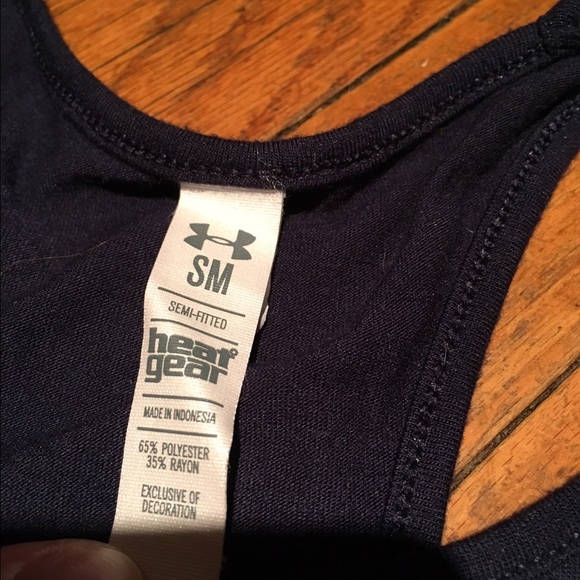 SM
SEMI-FITTED
heat
gear
MADE IN INDONESIA
65% POLYESTER
35% RAYON
EXCLUSIVE OF
DECORATION